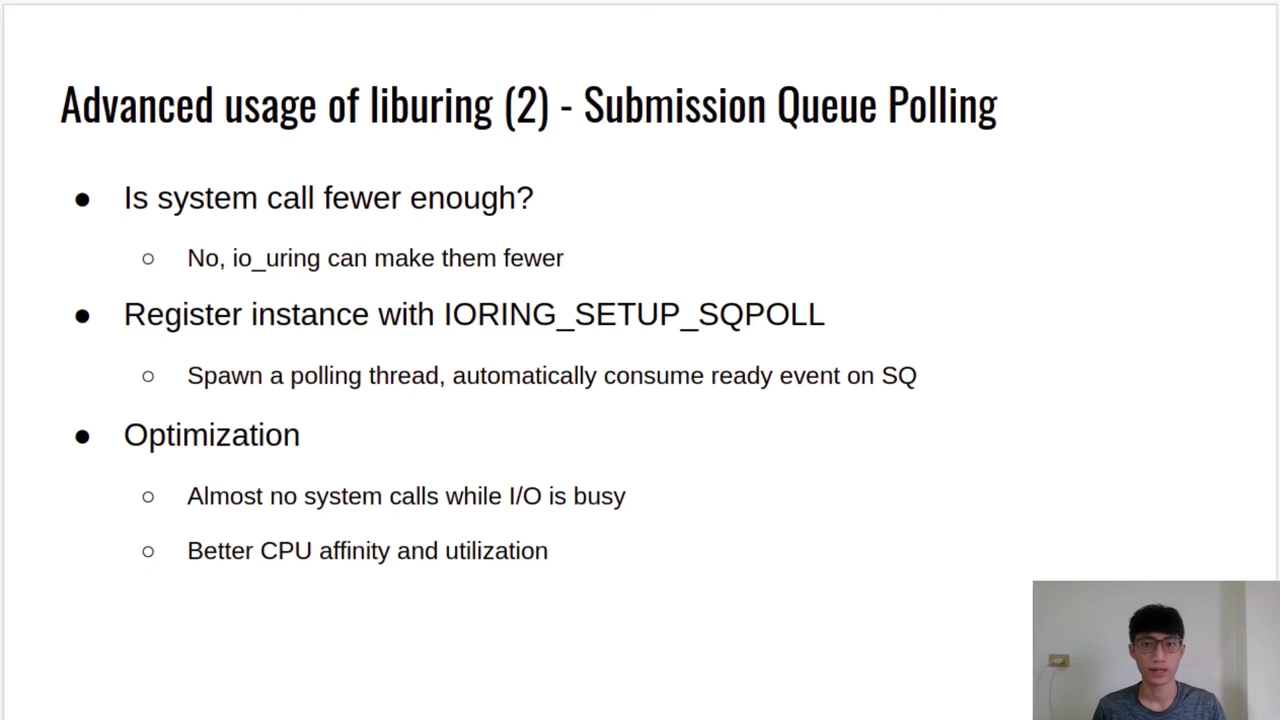 Advanced usage of liburing (2) - Submission Queue Polling
● Is system call fewer enough?
○ No, io_uring can make them fewer
● Register instance with IORING_SETUP_SQPOLL
○ Spawn a polling thread, automatically consume ready event on SQ
● Optimization
○ Almost no system calls while I/O is busy
○ Better CPU affinity and utilization